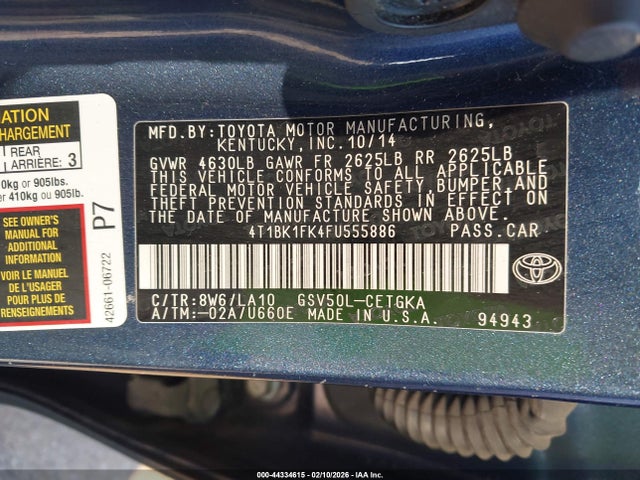 ATION
HARGEMENT
REAR
ARRIÈRE: 3
0kg or 905lbs.
er 410kg ou 905lb.
SEE OWNER'S
MANUAL FOR
ADDITIONAL
INFORMATION
VOIR LE MANUEL
DE L'USAGER
POUR PLUS DE
RENSEIGNEMENTS
P7
42661-06722
MFD.BY:TOYOTA MOTOR MANUFACTURING,
KENTUCKY,INC.10/14
GVWR 4630LB GAWR FR 2625LB RR 2625LB
THIS VEHICLE CONFORMS TO ALL APPLICABLE
FEDERAL MOTOR VEHICLE SAFETY,BUMPER,AND
THEFT PREVENTION STANDARDS IN EFFECT ON
THE DATE OF MANUFACTURE SHOWN ABOVE.
4T1BK1FK4FU555886 PASS.CAR
C/TR:8W6/LA10 GSV50L-CETGKA
A/TM:-02A/U660E MADE IN U.S.A. 94943
TOYOTA
000-44334615 - 02/10/2026 - IAA Inc.